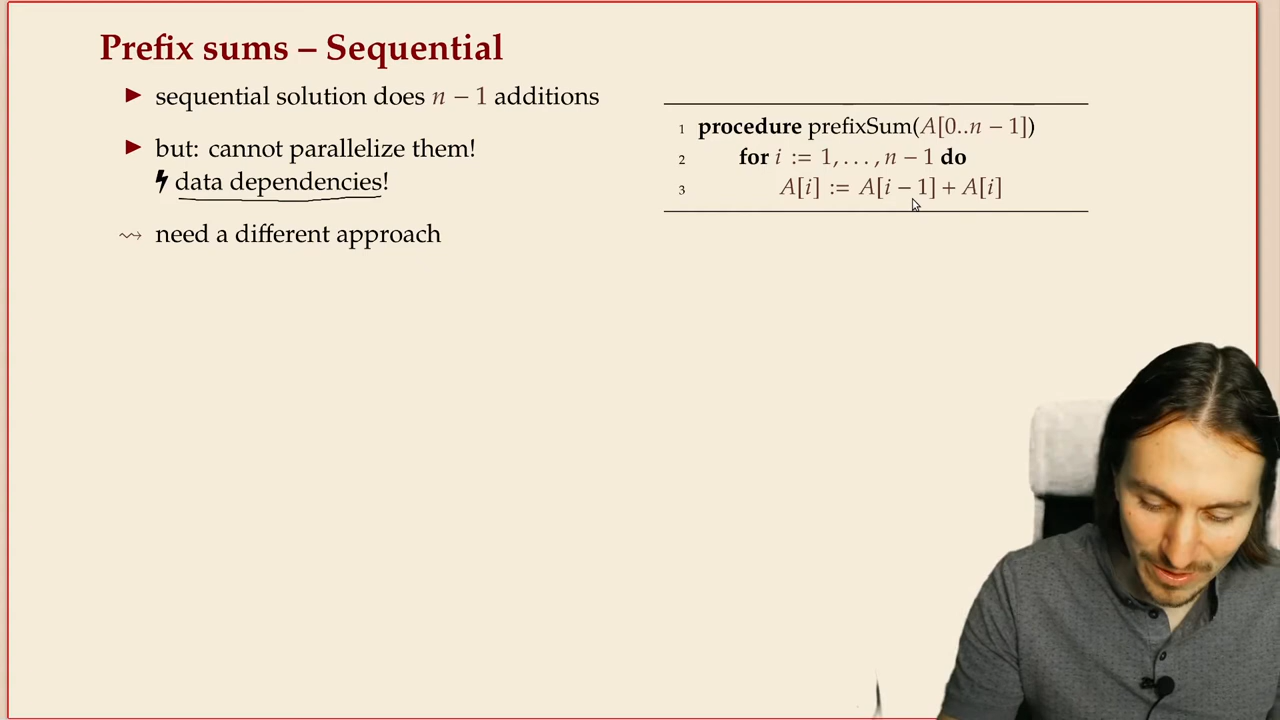 Prefix sums – Sequential
▶ sequential solution does n − 1 additions
▶ but: cannot parallelize them!
data dependencies!
⇝ need a different approach
1 procedure prefixSum(A[0..n − 1])
2 for i := 1, . . . , n − 1 do
3 A[i] := A[i − 1] + A[i]